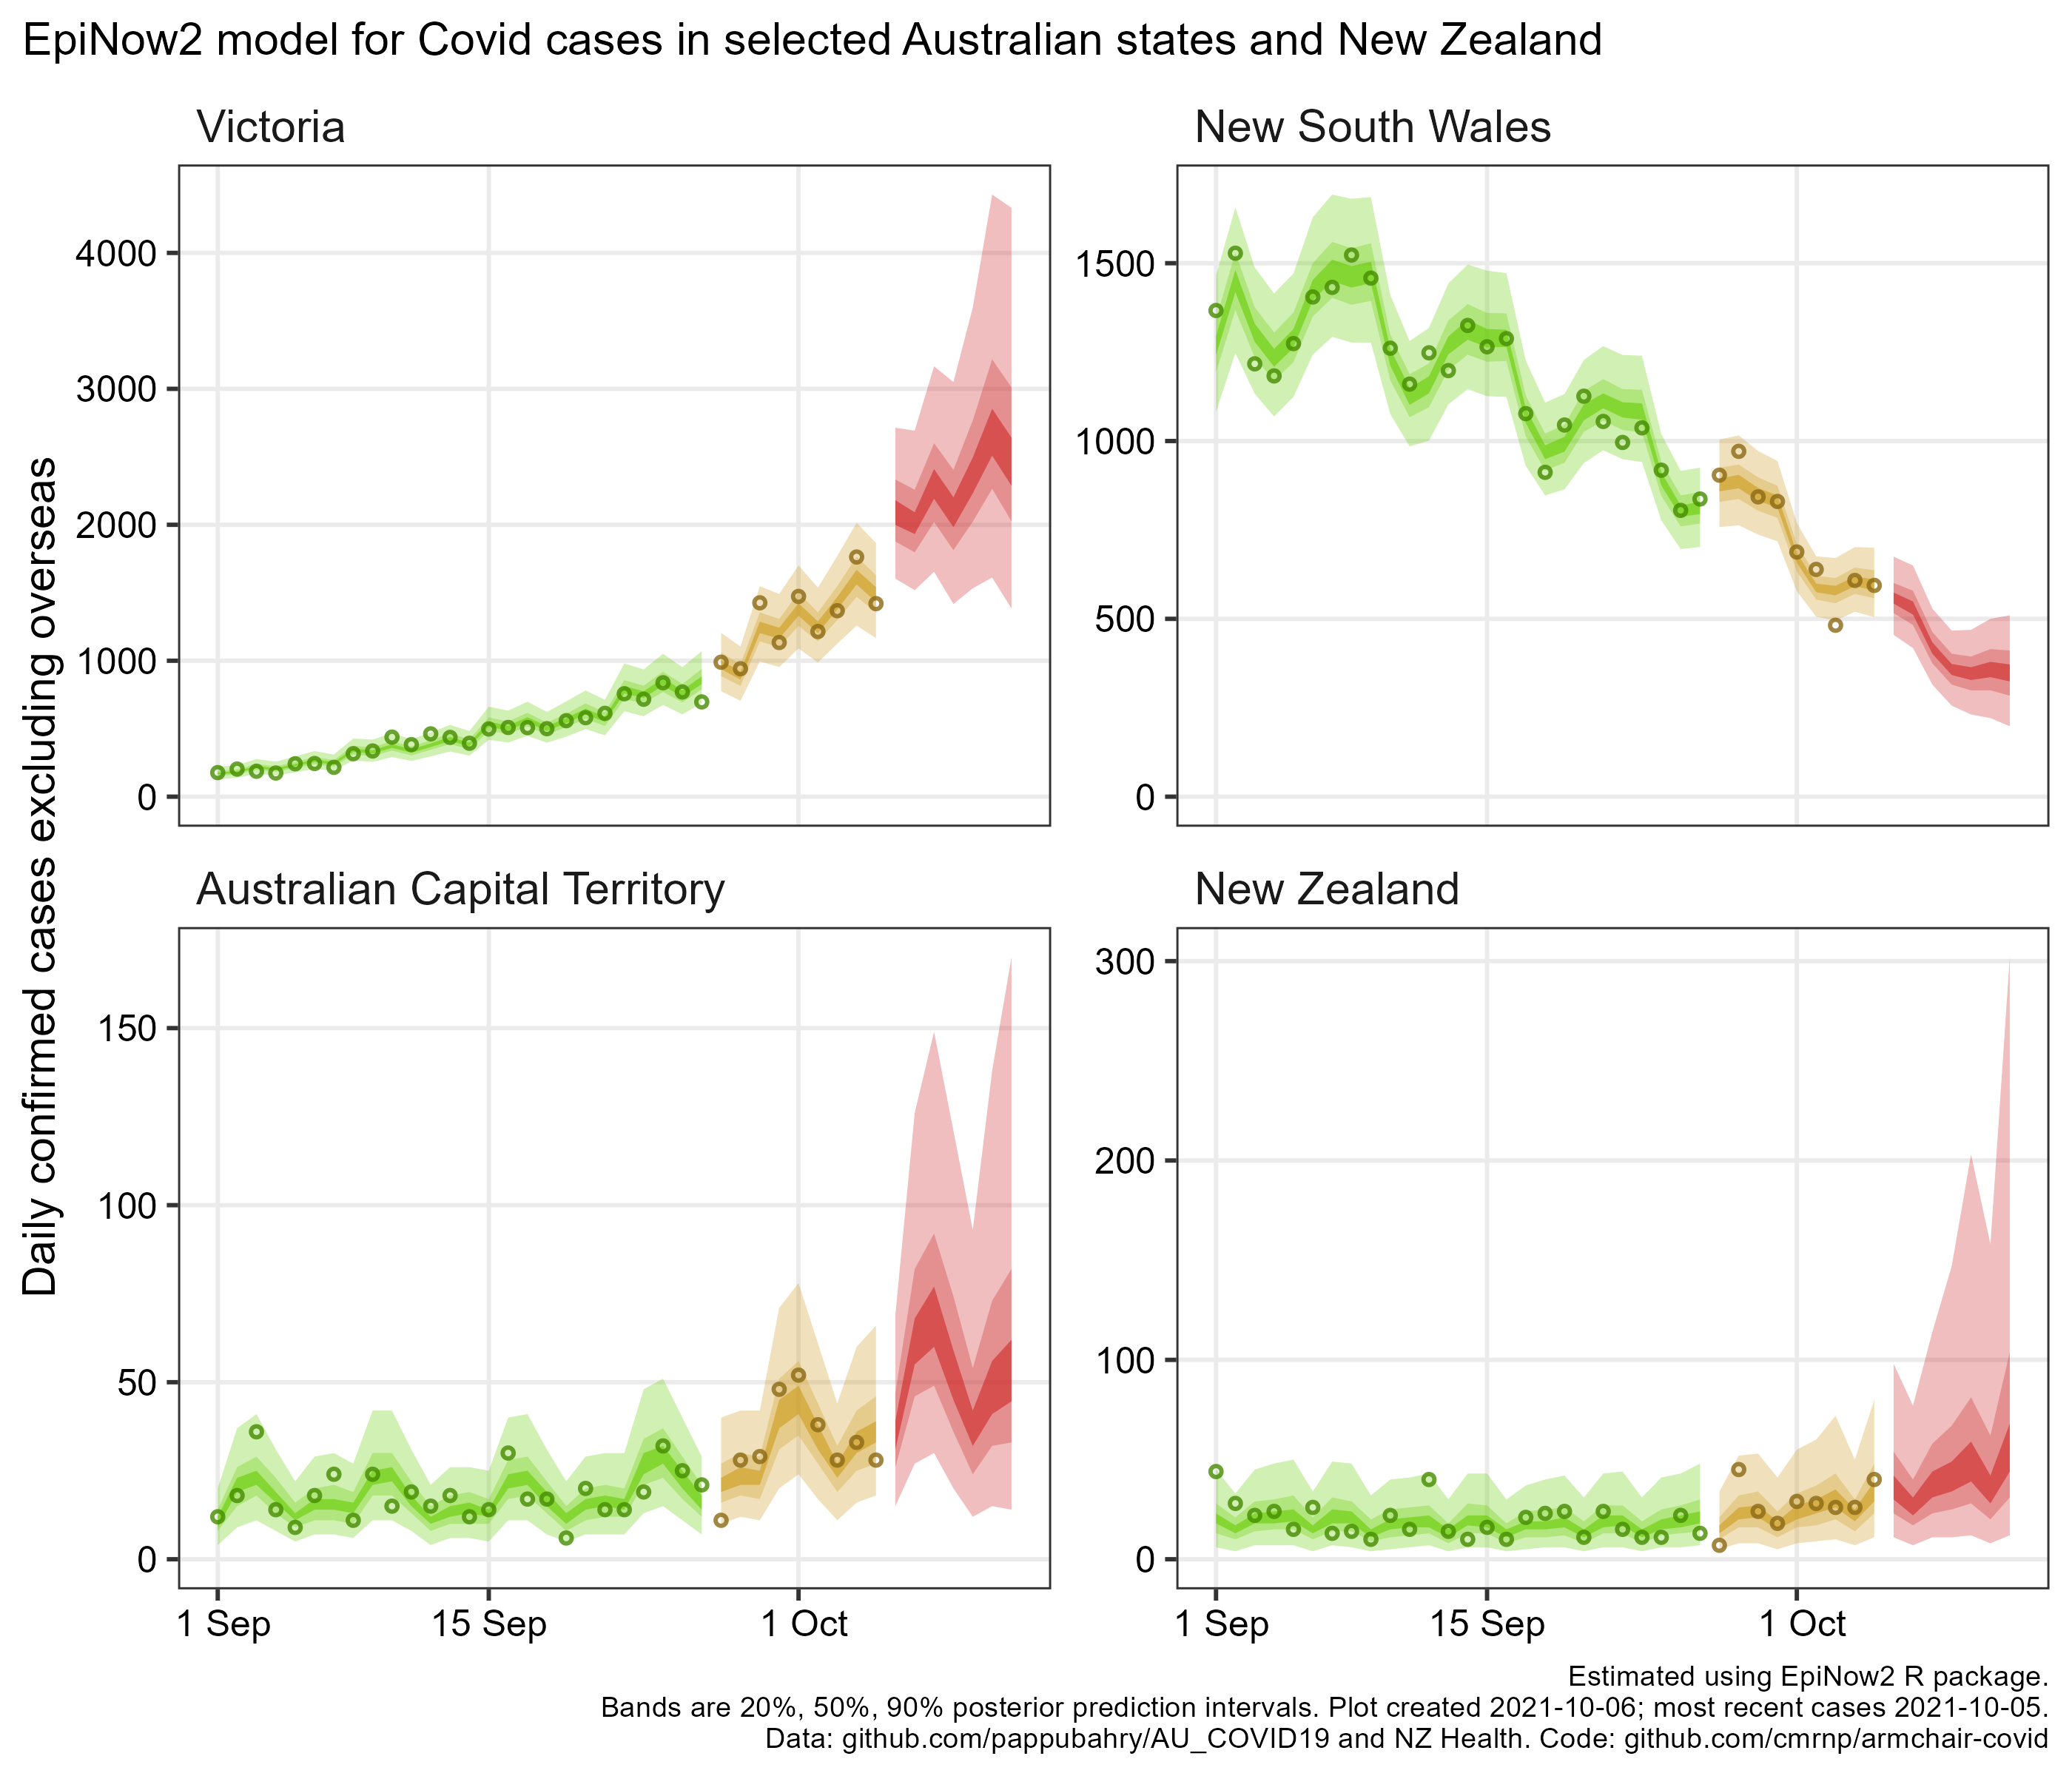 EpiNow2 model for Covid cases in selected Australian states and New Zealand
Daily confirmed cases excluding overseas
Victoria
4000
3000
2000
1000
0
New South Wales
1500
1000
500
0
Australian Capital Territory
150
100
50
0
1 Sep
15 Sep
1 Oct
New Zealand
300
200
100
0
1 Sep
15 Sep
1 Oct
Estimated using EpiNow2 R package.
Bands are 20%, 50%, 90% posterior prediction intervals. Plot created 2021-10-06; most recent cases 2021-10-05.
Data: github.com/pappubahry/AU_COVID19 and NZ Health. Code: github.com/cmrnp/armchair-covid